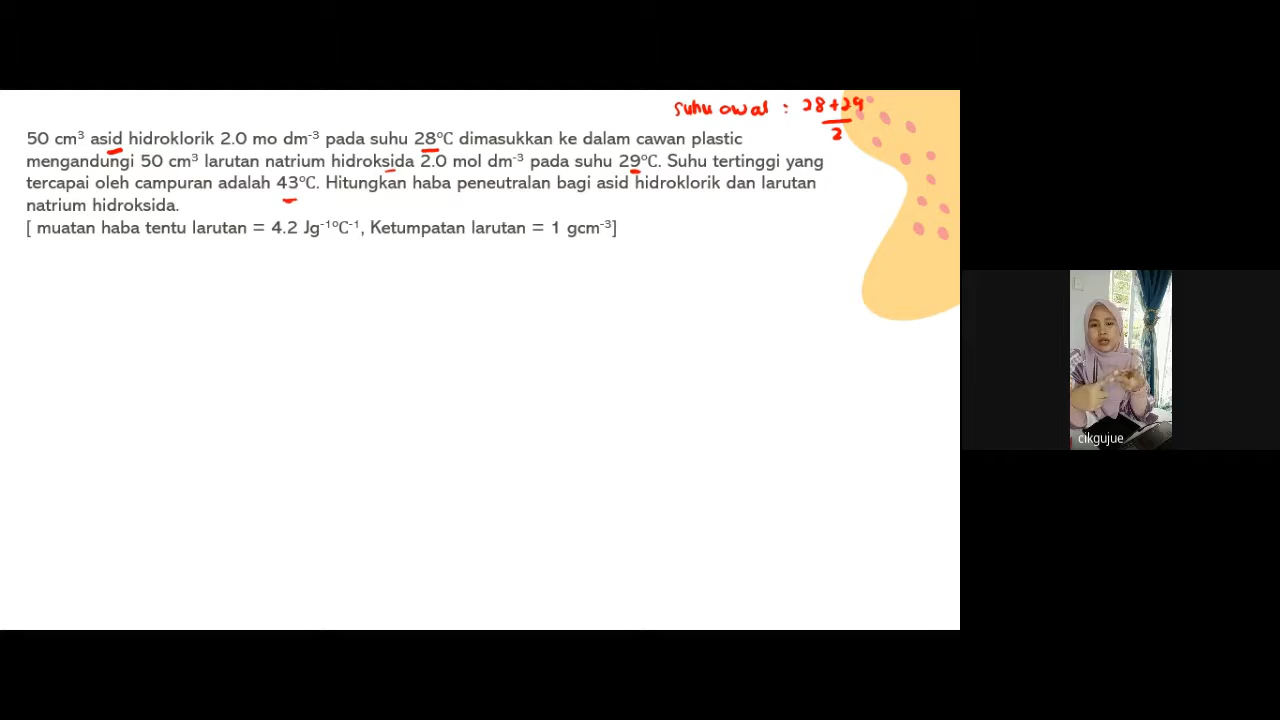 suhu awal : 28+29
2
50 cm³ asid hidroklorik 2.0 mo dm⁻³ pada suhu 28°C dimasukkan ke dalam cawan plastic
mengandungi 50 cm³ larutan natrium hidroksida 2.0 mol dm⁻³ pada suhu 29°C. Suhu tertinggi yang
tercapai oleh campuran adalah 43°C. Hitungkan haba peneutralan bagi asid hidroklorik dan larutan
natrium hidroksida.
[ muatan haba tentu larutan = 4.2 Jg⁻¹°C⁻¹, Ketumpatan larutan = 1 gcm⁻³]
cikgujue